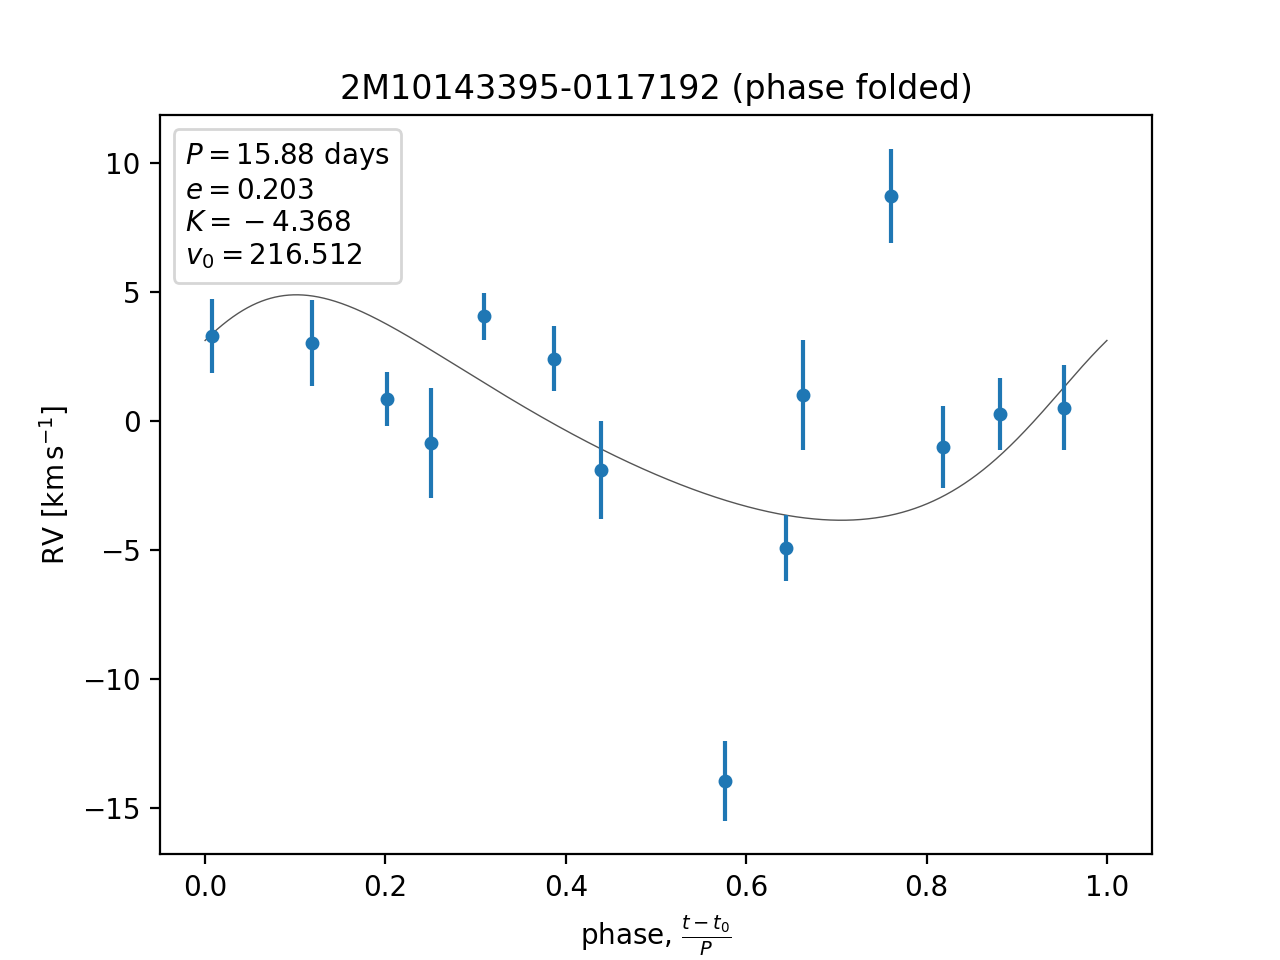 2M10143395-0117192 (phase folded)
P = 15.88 days
e = 0.203
K = −4.368
v₀ = 216.512
RV [km s⁻¹]
10
5
0
−5
−10
−15
0.0 0.2 0.4 0.6 0.8 1.0
phase, (t − t₀)/P